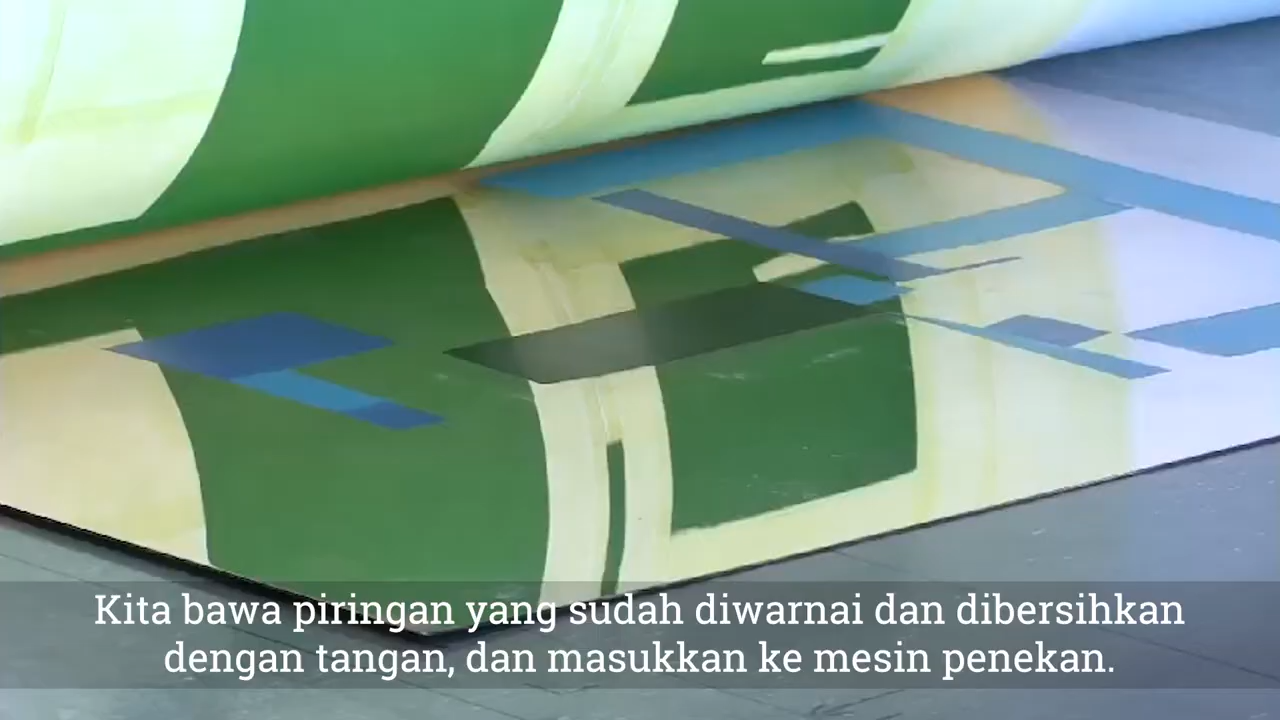 Kita bawa piringan yang sudah diwarnai dan dibersihkan
dengan tangan, dan masukkan ke mesin penekan.